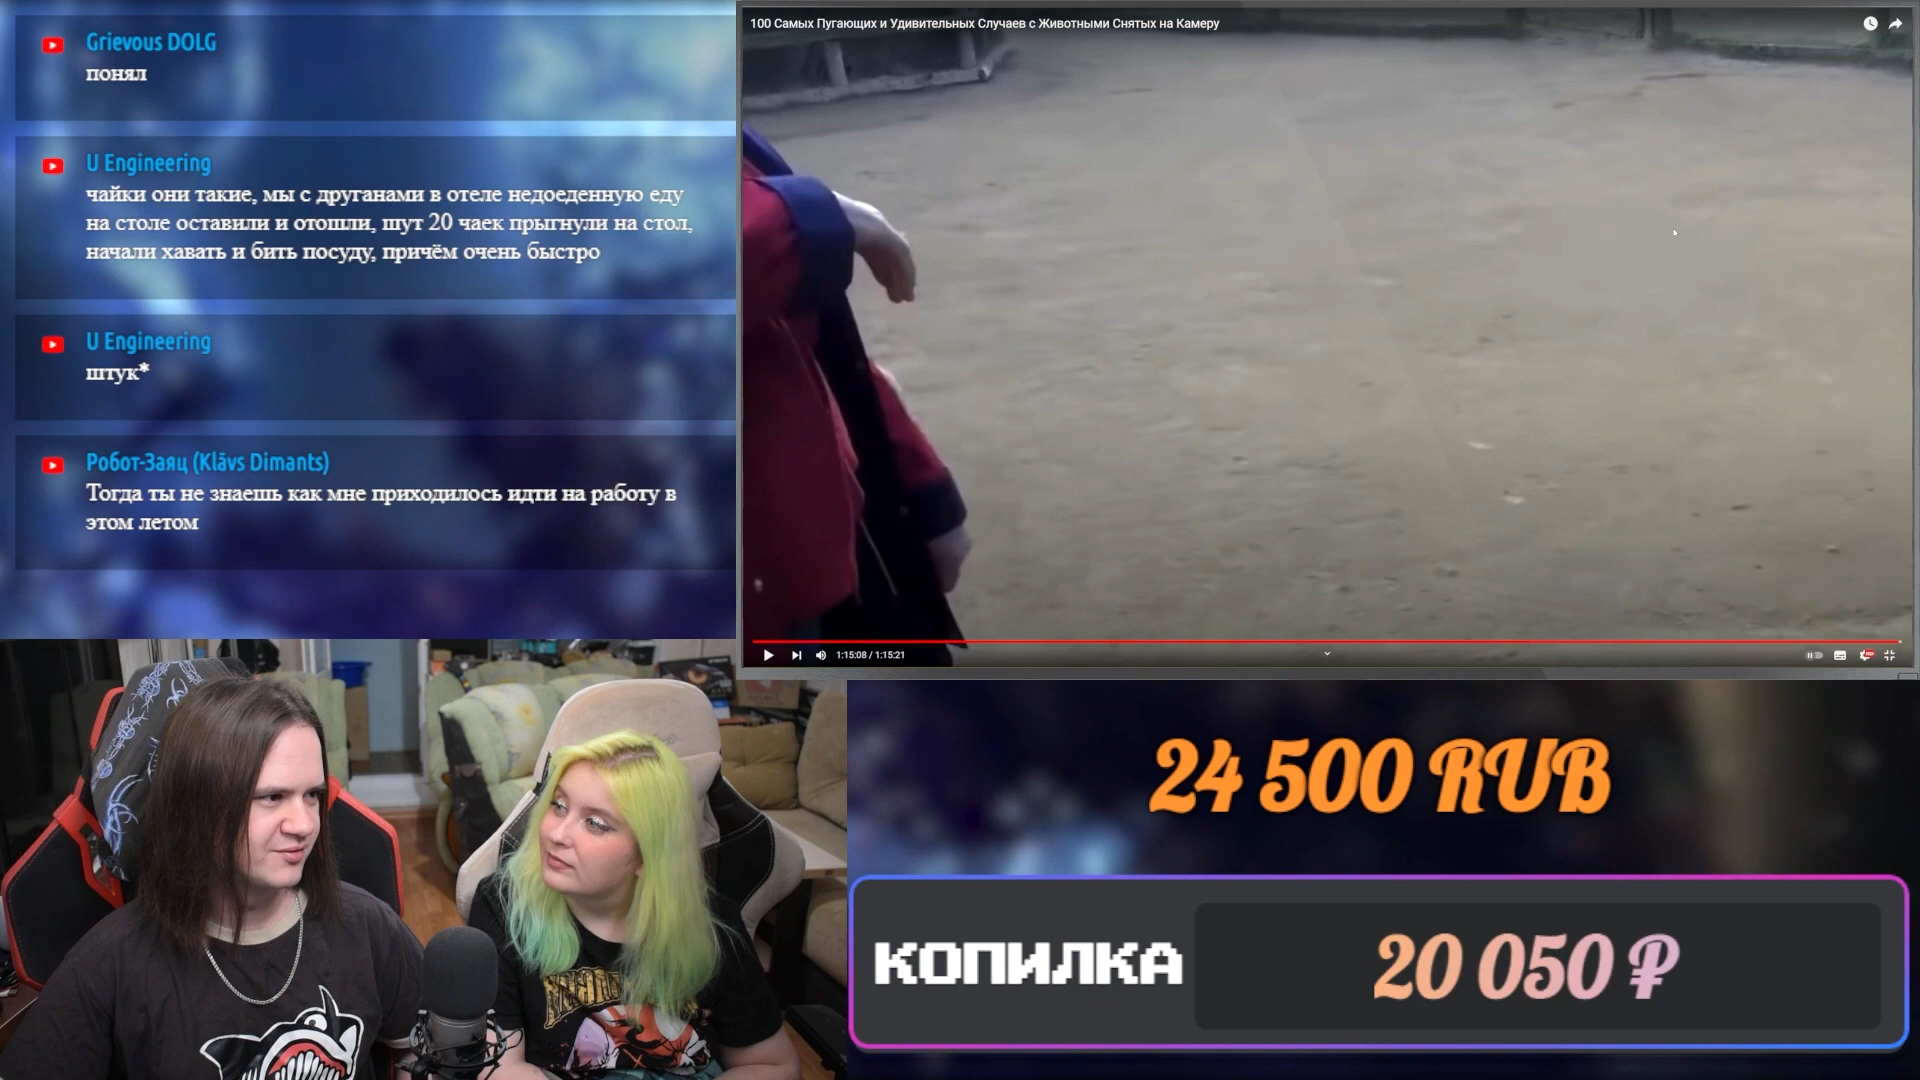 Grievous DOLG
понял
U Engineering
чайки они такие, мы с друганами в отеле недоеденную еду
на столе оставили и отошли, шут 20 чаек прыгнули на стол,
начали хавать и бить посуду, причём очень быстро
U Engineering
штук*
Робот-Заяц (Klāvs Dimants)
Тогда ты не знаешь как мне приходилось идти на работу в
этом летом
100 Самых Пугающих и Удивительных Случаев с Животными Снятых на Камеру
1:15:08 / 1:15:21
HD
24 500 RUB
КОПИЛКА
20 050 ₽